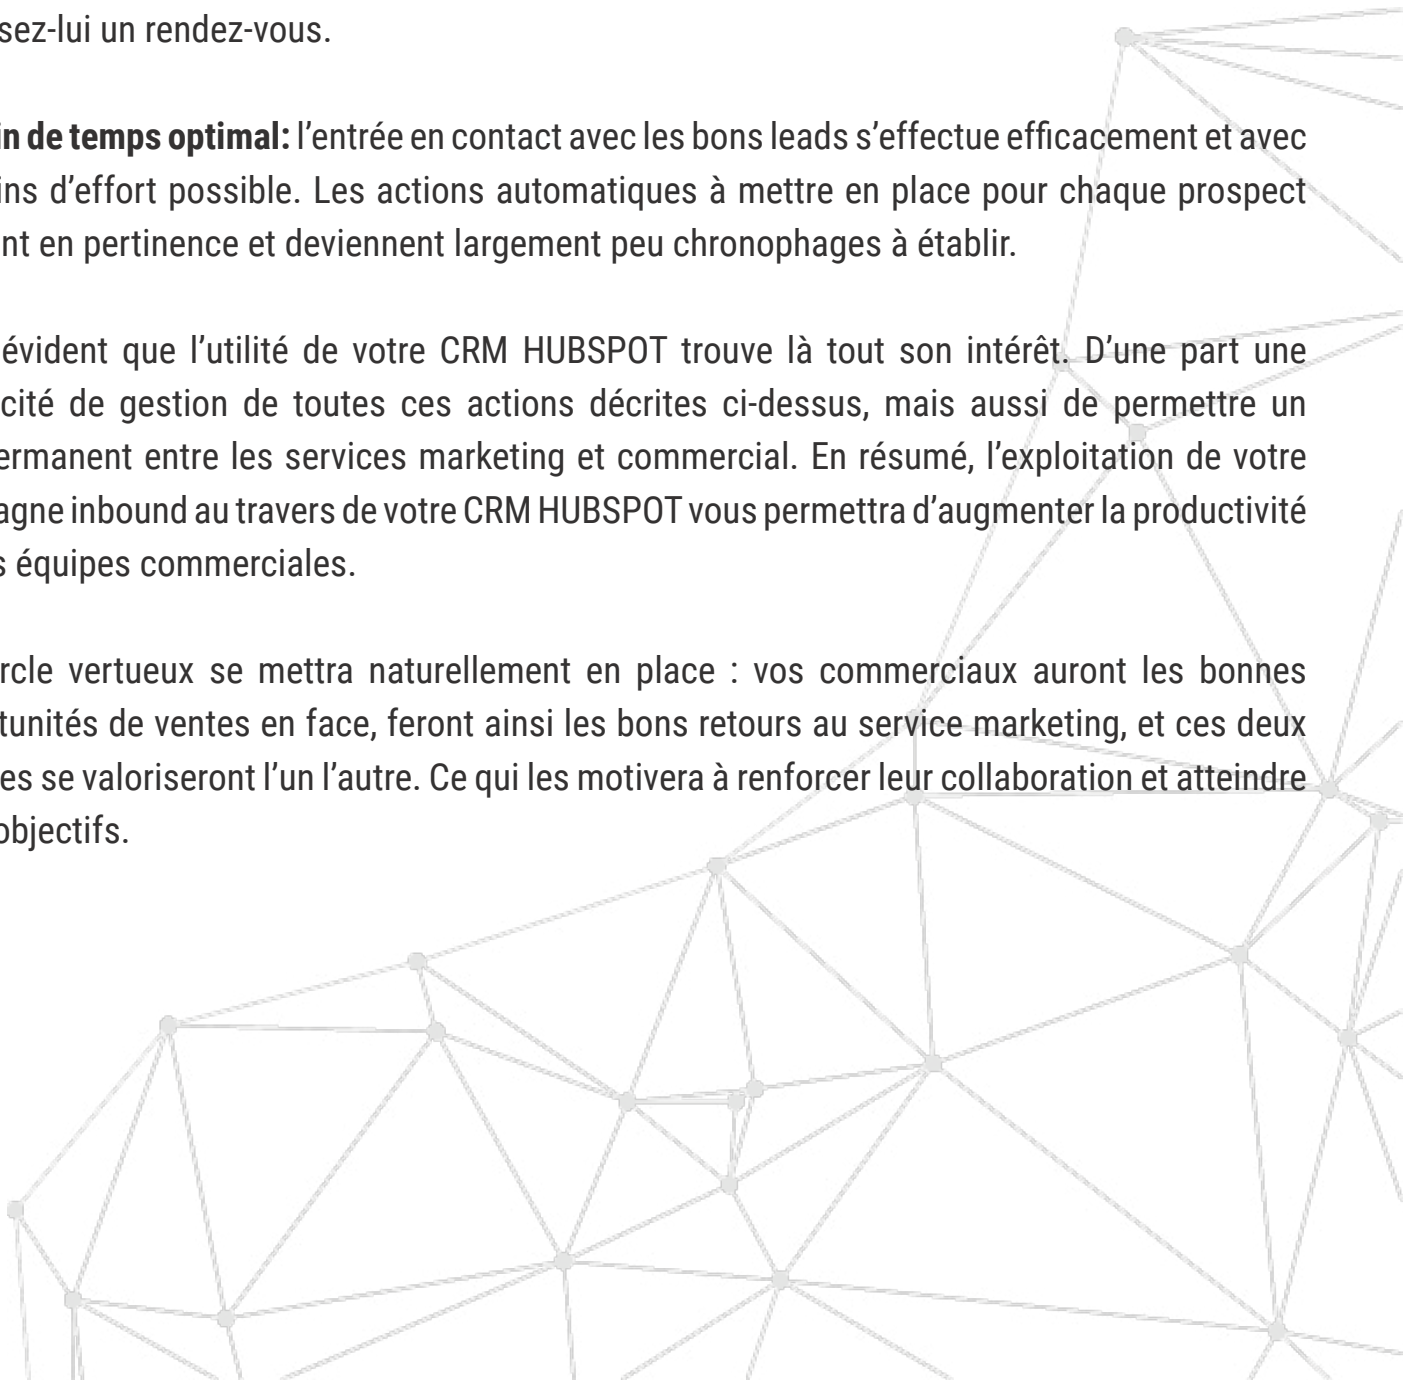 sez-lui un rendez-vous.
in de temps optimal: l’entrée en contact avec les bons leads s’effectue efficacement et avec
ins d’effort possible. Les actions automatiques à mettre en place pour chaque prospect
nt en pertinence et deviennent largement peu chronophages à établir.
évident que l’utilité de votre CRM HUBSPOT trouve là tout son intérêt. D’une part une
cité de gestion de toutes ces actions décrites ci-dessus, mais aussi de permettre un
ermanent entre les services marketing et commercial. En résumé, l’exploitation de votre
agne inbound au travers de votre CRM HUBSPOT vous permettra d’augmenter la productivité
s équipes commerciales.
rcle vertueux se mettra naturellement en place : vos commerciaux auront les bonnes
tunités de ventes en face, feront ainsi les bons retours au service marketing, et ces deux
es se valoriseront l’un l’autre. Ce qui les motivera à renforcer leur collaboration et atteindre
objectifs.